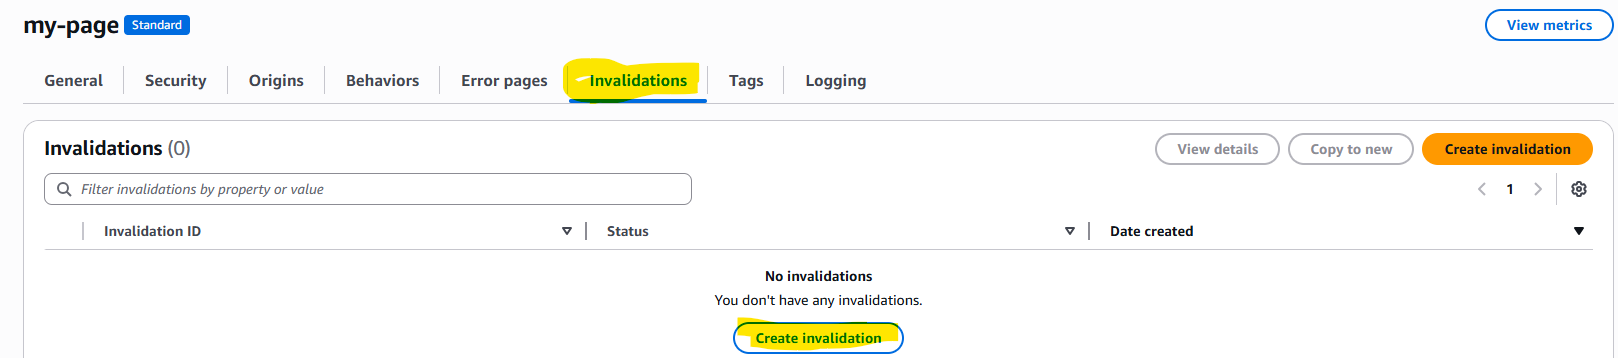 my-page Standard
View metrics
General Security Origins Behaviors Error pages Invalidations Tags Logging
Invalidations (0)
View details Copy to new Create invalidation
Filter invalidations by property or value
1
Invalidation ID Status Date created
No invalidations
You don't have any invalidations.
Create invalidation